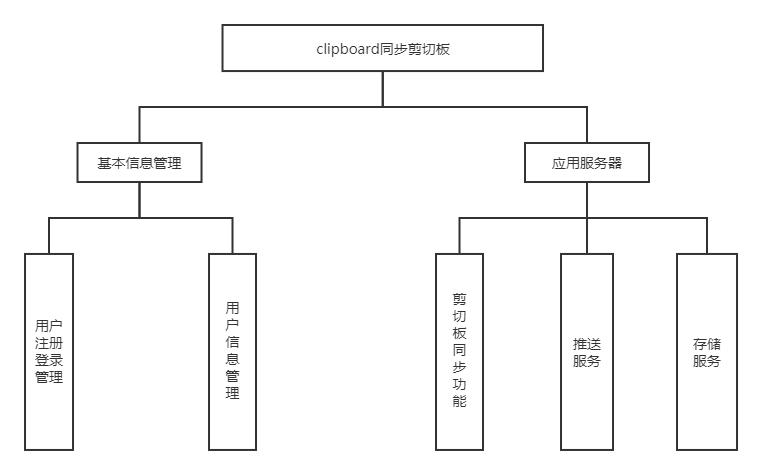 clipboard同步剪切板
基本信息管理
应用服务器
用户
注册
登录
管理
用户信息管理
剪切板同步功能
推送
服务
存储
服务